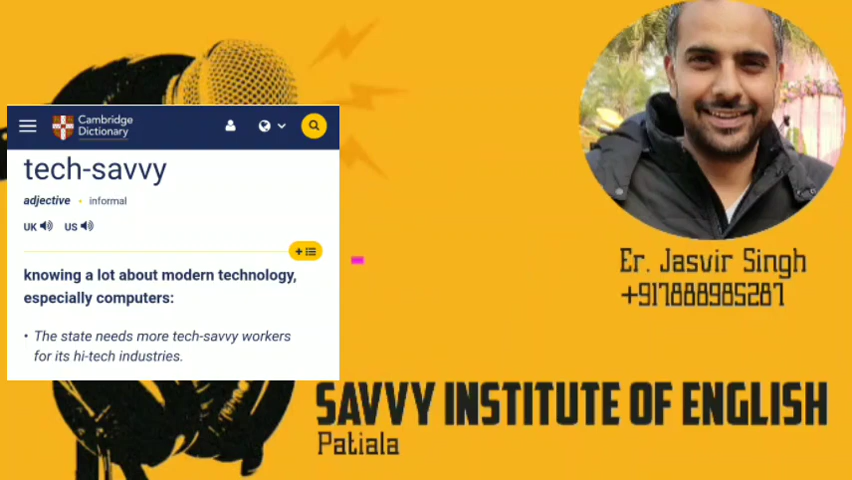 Cambridge
Dictionary
tech-savvy
adjective • informal
UK US
knowing a lot about modern technology,
especially computers:
• The state needs more tech-savvy workers
for its hi-tech industries.
Er. Jasvir Singh
+917888985287
SAVVY INSTITUTE OF ENGLISH
Patiala